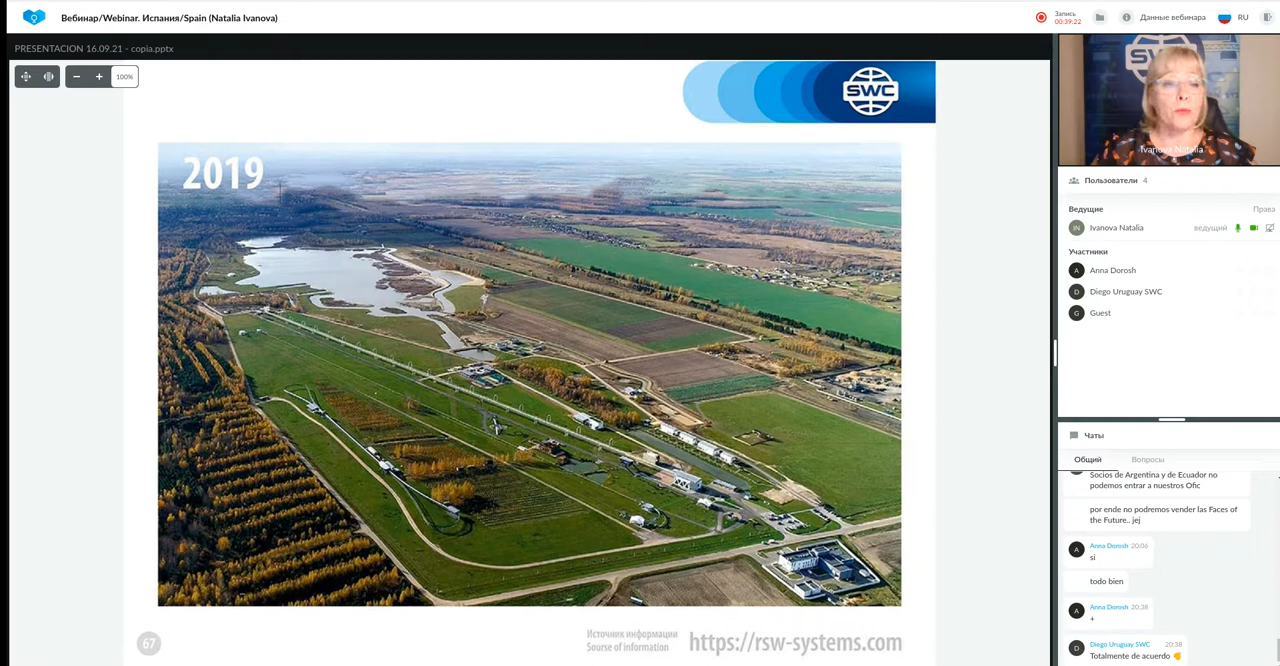 Вебинар/Webinar. Испания/Spain (Natalia Ivanova)
Запись
00:39:22
Данные вебинара
RU
PRESENTACION 16.09.21 - copia.pptx
100%
SWC
2019
67
Источник информации
Sourse of information
https://rsw-systems.com
Ivanova Natalia
Пользователи 4
Ведущие
Права
IN
Ivanova Natalia
ведущий
Участники
A
Anna Dorosh
D
Diego Uruguay SWC
G
Guest
Чаты
Общий
Вопросы
Socios de Argentina y de Ecuador no
podemos entrar a nuestros Ofic
por ende no podremos vender las Faces of
the Future.. jej
A
Anna Dorosh 20:06
si
todo bien
A
Anna Dorosh 20:38
+
D
Diego Uruguay SWC 20:38
Totalmente de acuerdo